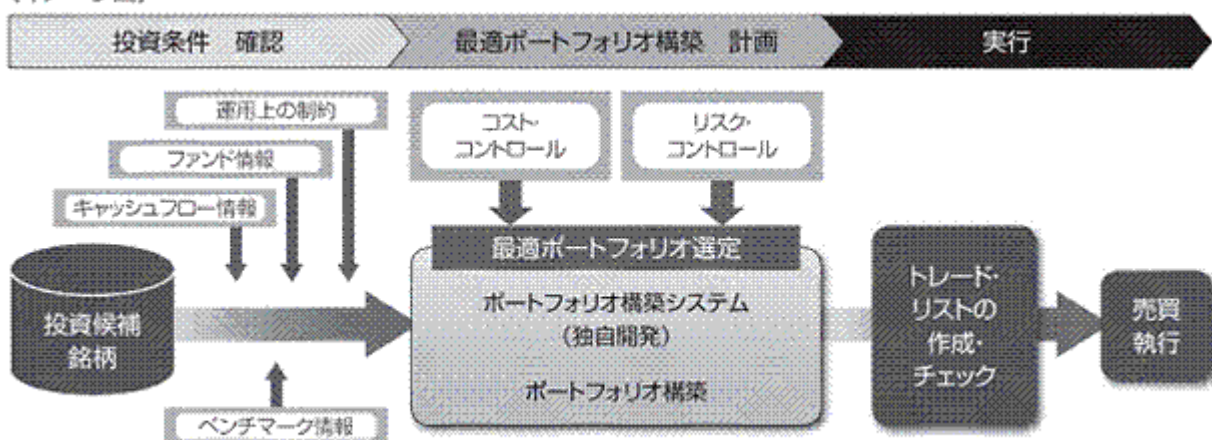 投資条件　確認
最適ポートフォリオ構築　計画
実行
運用上の制約
ファンド情報
キャッシュフロー情報
コスト・
コントロール
リスク・
コントロール
投資候補
銘柄
最適ポートフォリオ選定
ポートフォリオ構築システム
（独自開発）
ポートフォリオ構築
トレード・
リストの
作成・
チェック
売買
執行
ベンチマーク情報